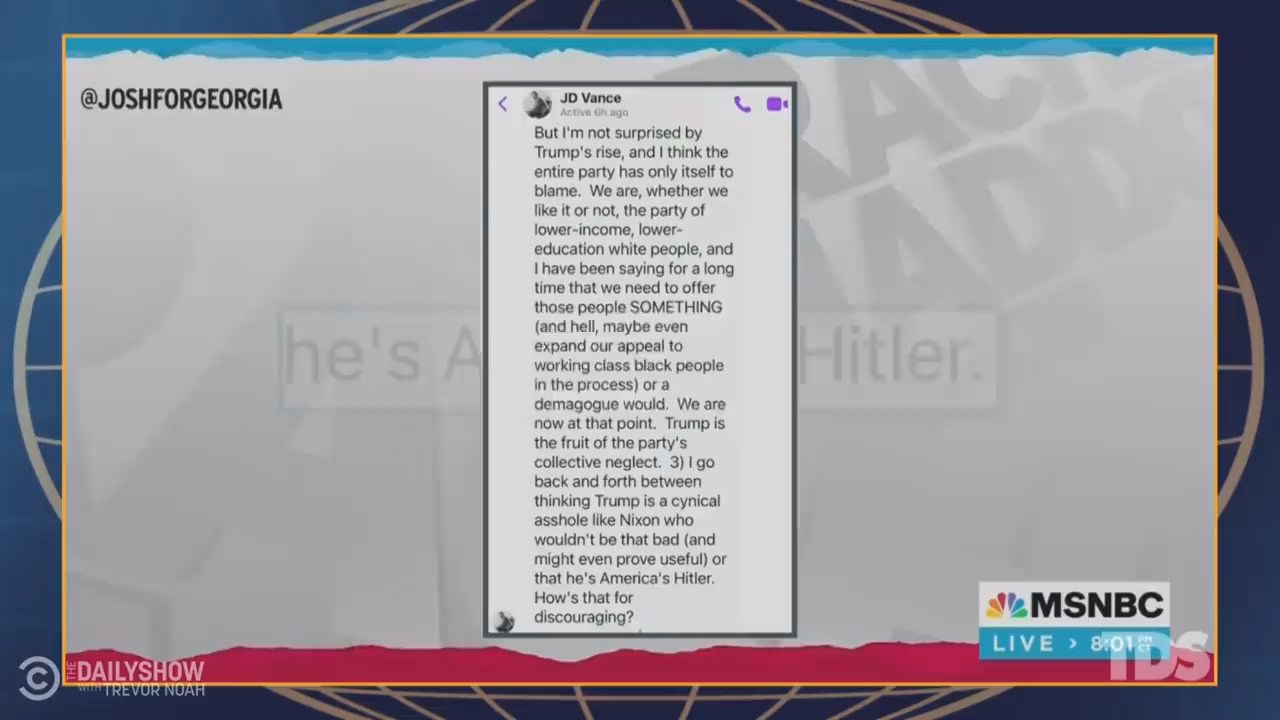 @JOSHFORGEORGIA
JD Vance
Active 6h ago
But I'm not surprised by
Trump's rise, and I think the
entire party has only itself to
blame.  We are, whether we
like it or not, the party of
lower-income, lower-
education white people, and
I have been saying for a long
time that we need to offer
those people SOMETHING
(and hell, maybe even
expand our appeal to
working class black people
in the process) or a
demagogue would.  We are
now at that point.  Trump is
the fruit of the party's
collective neglect.  3) I go
back and forth between
thinking Trump is a cynical
asshole like Nixon who
wouldn't be that bad (and
might even prove useful) or
that he's America's Hitler.
How's that for
discouraging?
he's A Hitler.
MSNBC
LIVE > 8:01 PM CT
TDS
THE DAILYSHOW
WITH TREVOR NOAH